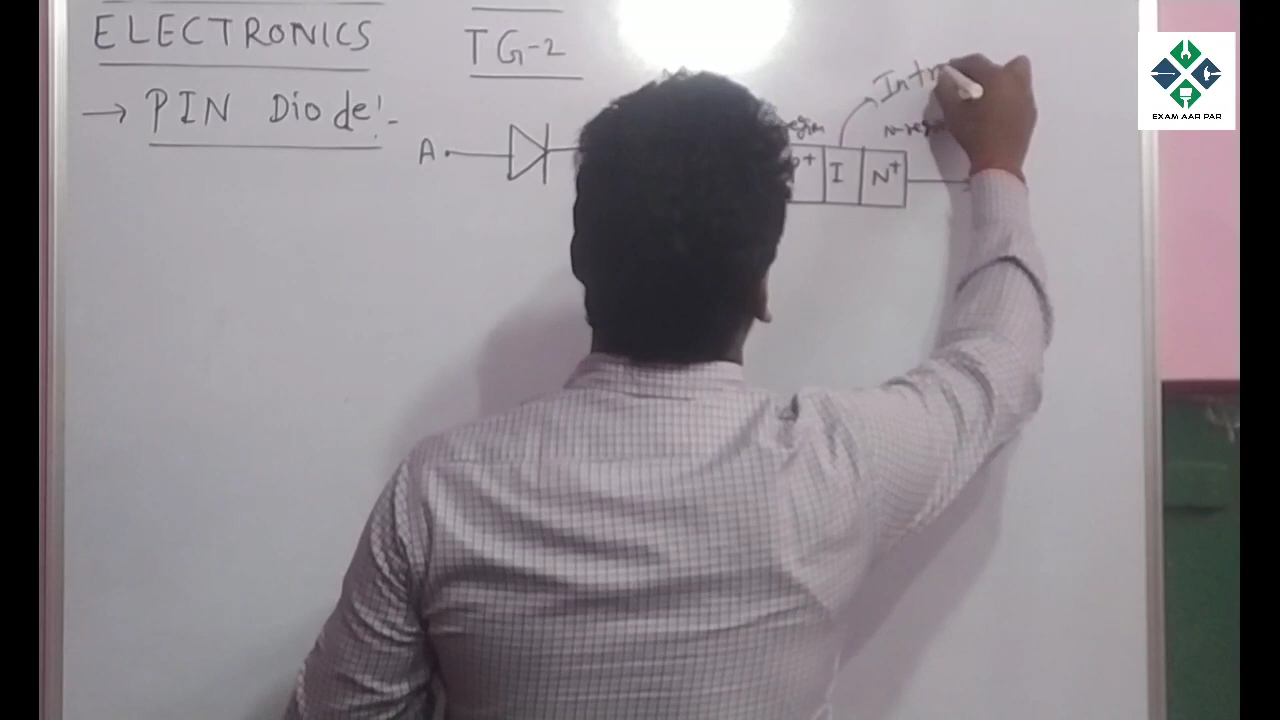 ELECTRONICS
TG-2
→ PIN Diode:-
A
I
N+
Intr
EXAM AAR PAR